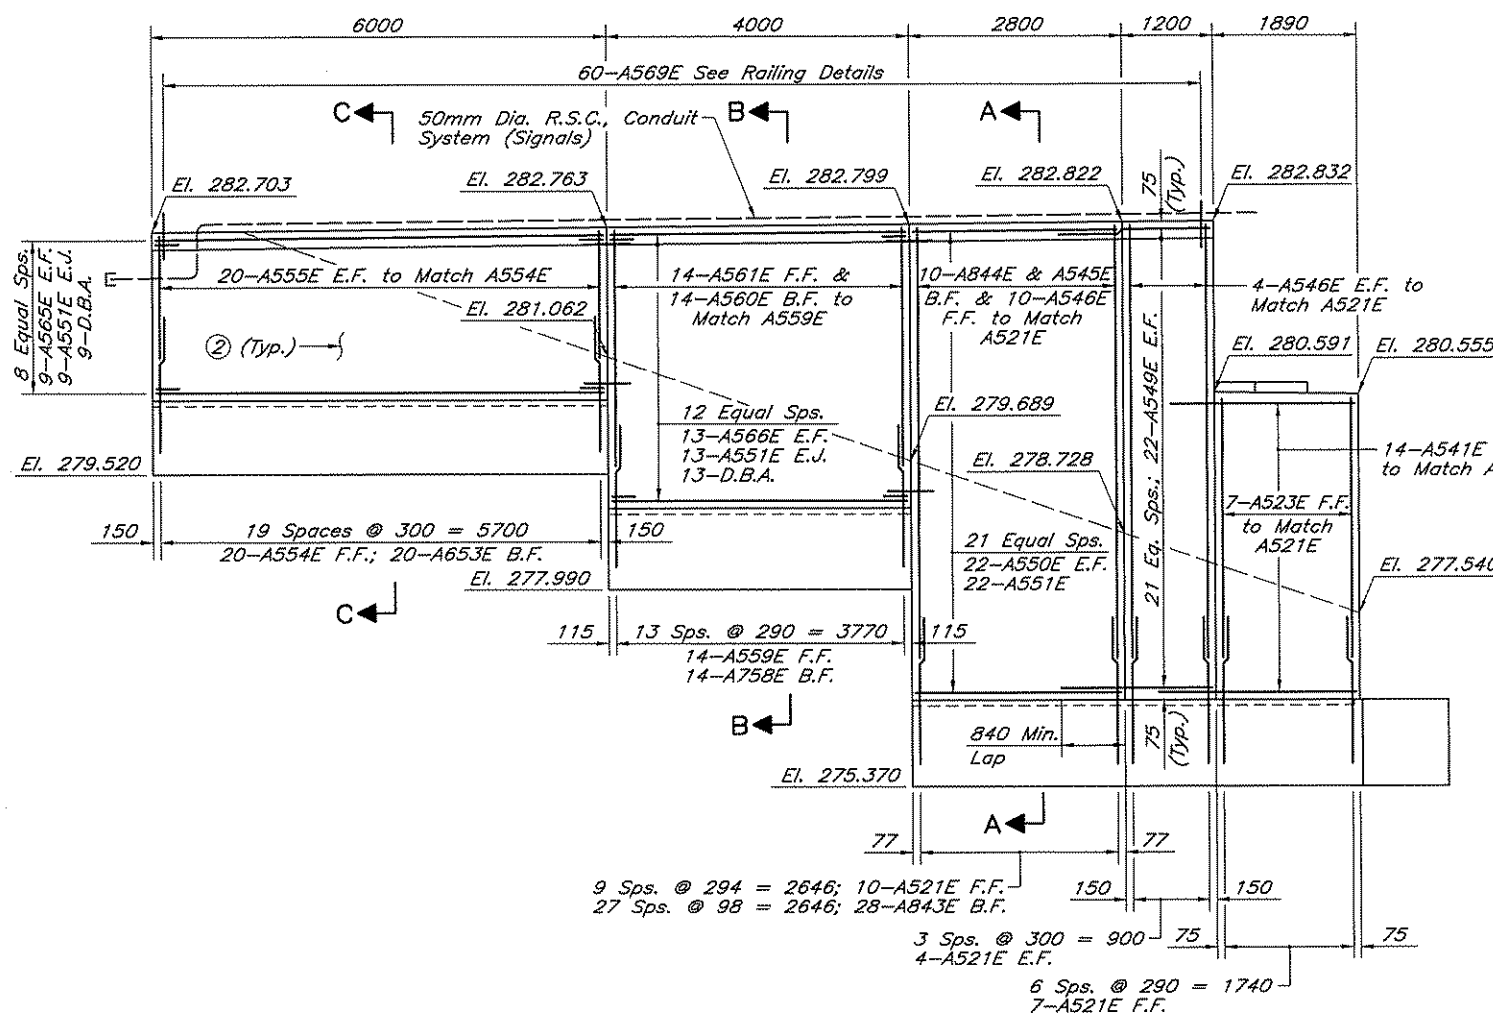 6000
4000
2800
1200
1890
60-A569E See Railing Details
C
B
A
50mm Dia. R.S.C., Conduit
System (Signals)
El. 282.703
El. 282.763
El. 282.799
El. 282.822
75
(Typ.)
El. 282.832
8 Equal Sps.
9-A565E E.F.
9-A551E E.J.
9-D.B.A.
20-A555E E.F. to Match A554E
14-A561E F.F. &
14-A560E B.F. to
Match A559E
10-A844E & A545E
B.F. & 10-A546E
F.F. to Match
A521E
4-A546E E.F. to
Match A521E
El. 281.062
2 (Typ.)
El. 280.591
El. 280.555
21 Eq. Sps.; 22-A549E E.F.
12 Equal Sps.
13-A566E E.F.
13-A551E E.J.
13-D.B.A.
El. 279.689
El. 279.520
El. 278.728
14-A541E
to Match A
7-A523E F.F.
to Match
A521E
150
19 Spaces @ 300 = 5700
20-A554E F.F.; 20-A653E B.F.
150
21 Equal Sps.
22-A550E E.F.
22-A551E
El. 277.990
El. 277.540
C
115
13 Sps. @ 290 = 3770
14-A559E F.F.
14-A758E B.F.
115
B
840 Min.
Lap
75
(Typ.)
El. 275.370
A
77
77
9 Sps. @ 294 = 2646; 10-A521E F.F.
27 Sps. @ 98 = 2646; 28-A843E B.F.
150
150
3 Sps. @ 300 = 900
4-A521E E.F.
75
75
6 Sps. @ 290 = 1740
7-A521E F.F.